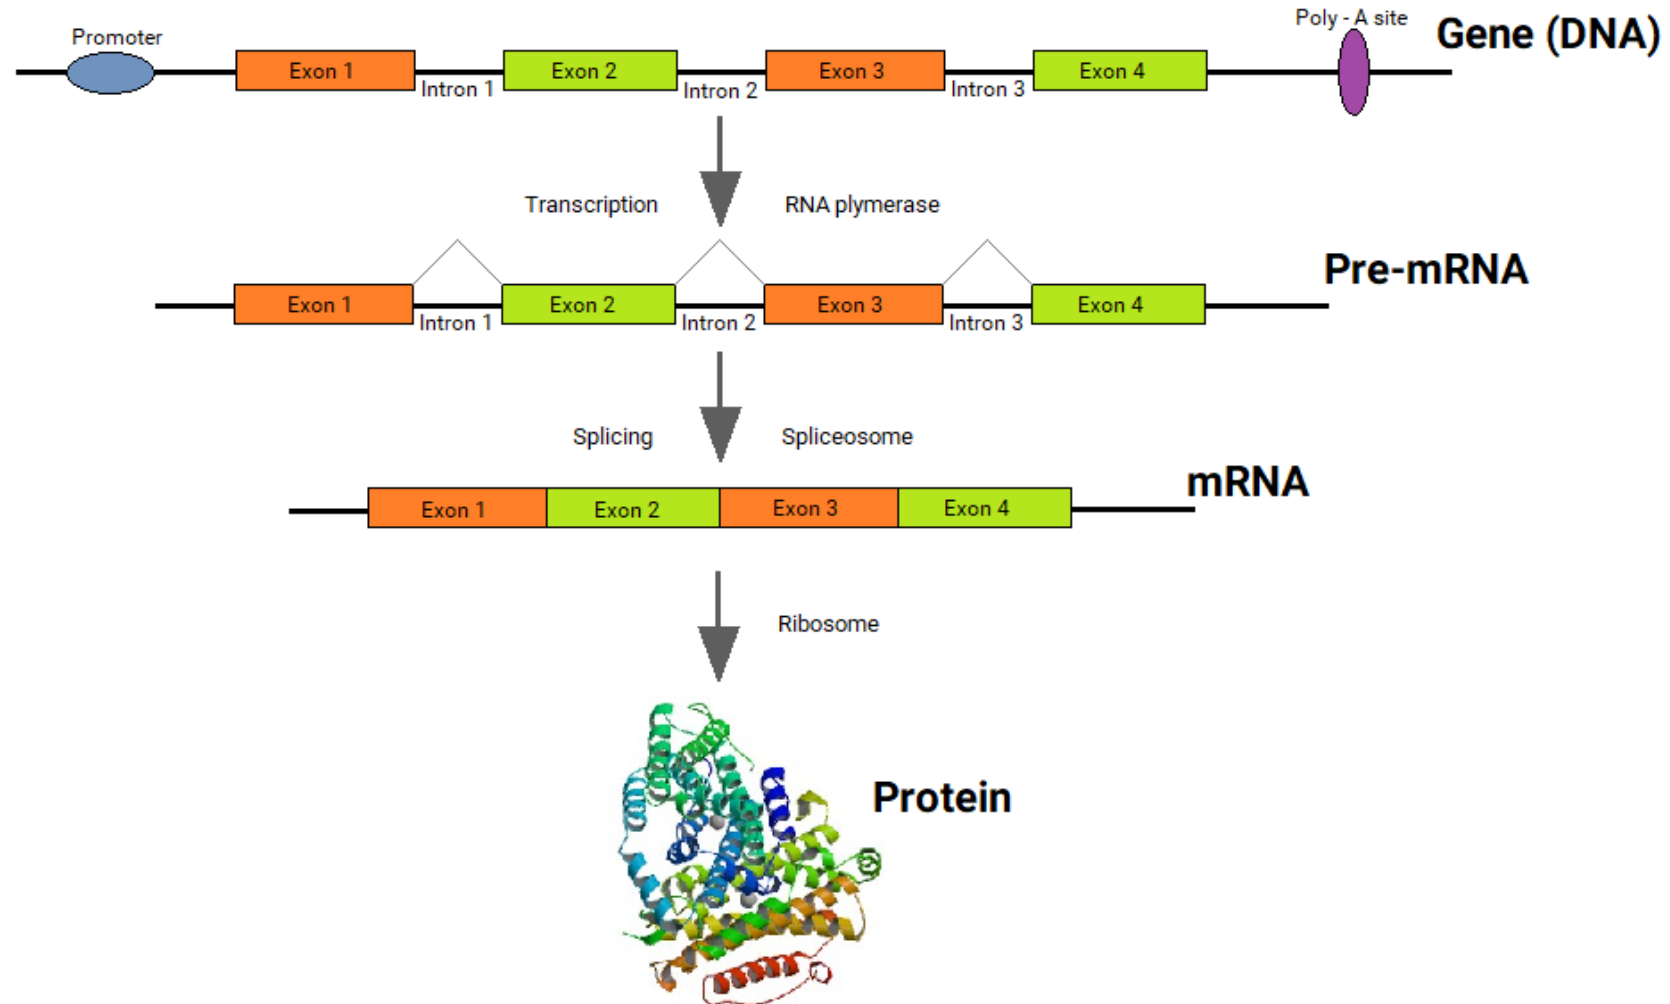 Promoter
Poly - A site
Gene (DNA)
Exon 1
Intron 1
Exon 2
Intron 2
Exon 3
Intron 3
Exon 4
Transcription
RNA plymerase
Pre-mRNA
Exon 1
Intron 1
Exon 2
Intron 2
Exon 3
Intron 3
Exon 4
Splicing
Spliceosome
mRNA
Exon 1
Exon 2
Exon 3
Exon 4
Ribosome
Protein